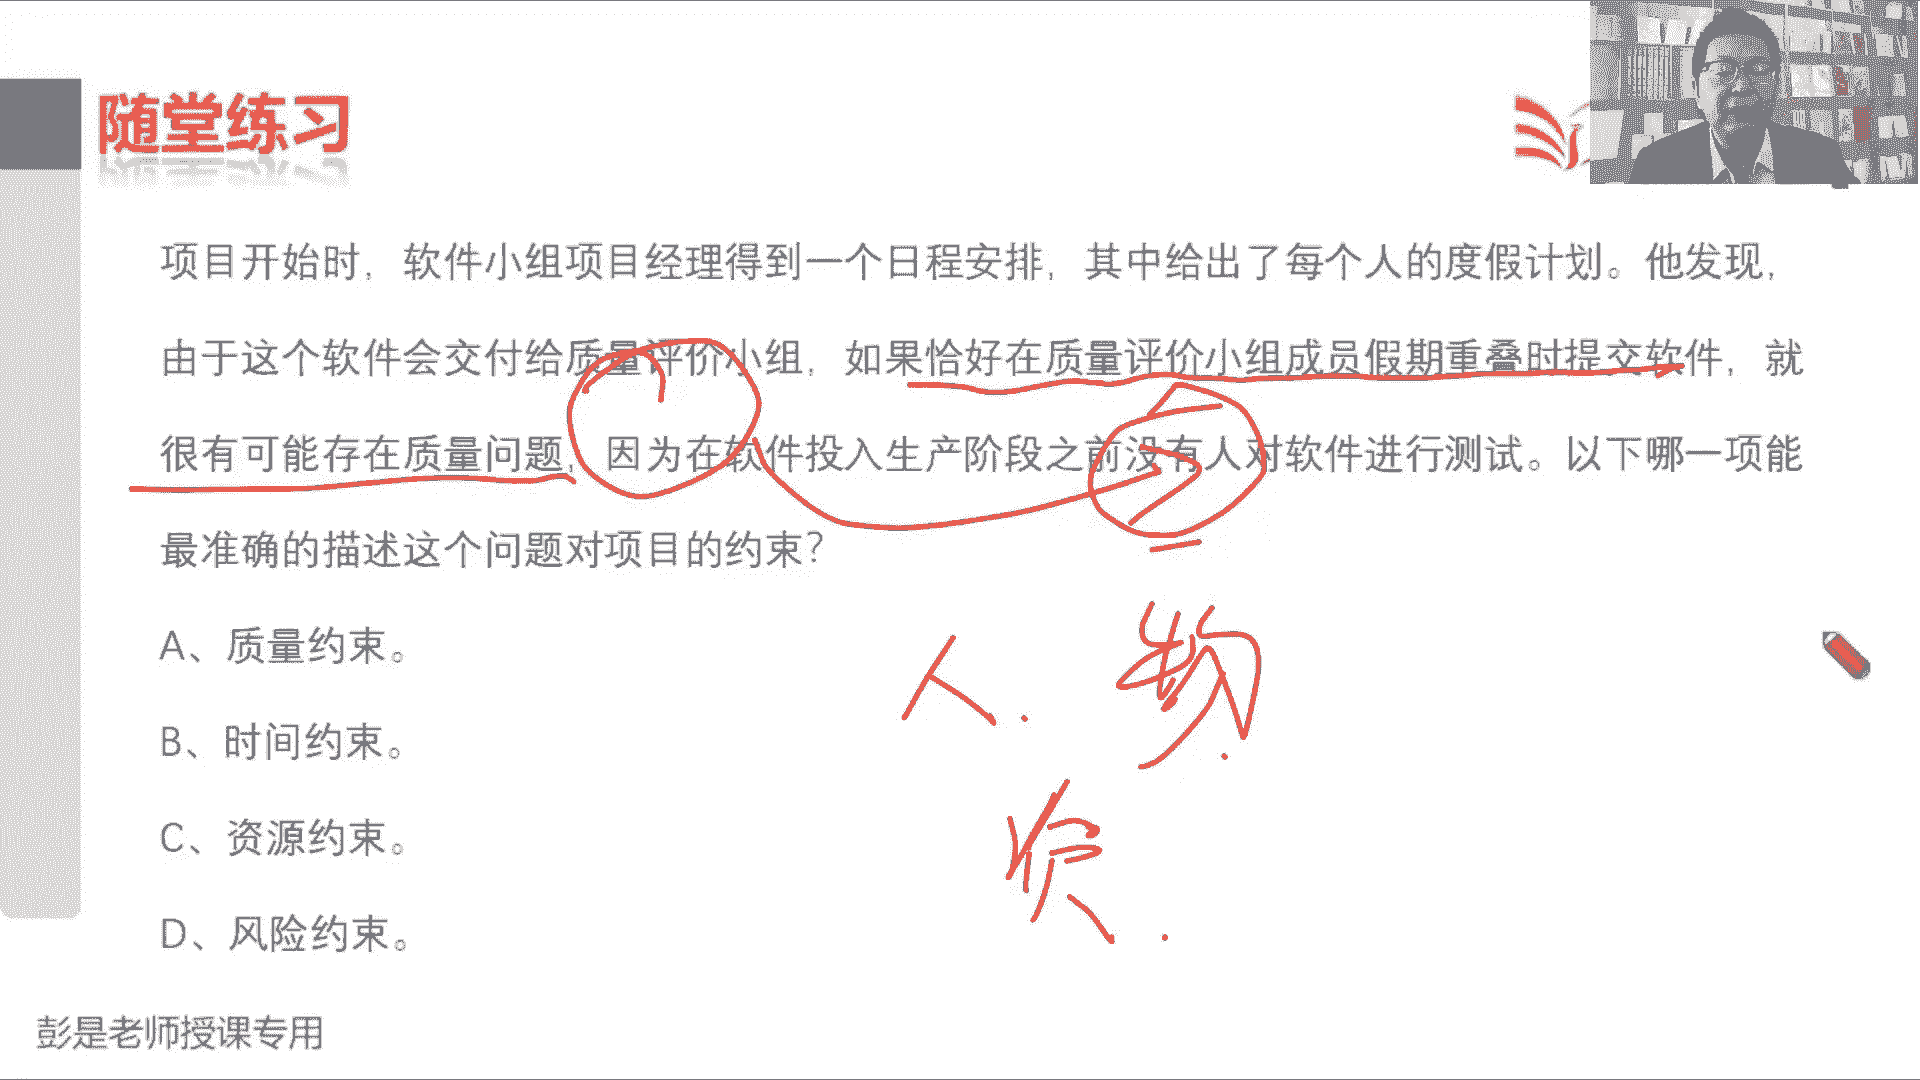 随堂练习
项目开始时，软件小组项目经理得到一个日程安排，其中给出了每个人的度假计划。他发现，
由于这个软件会交付给质量评价小组，如果恰好在质量评价小组成员假期重叠时提交软件，就
很有可能存在质量问题，因为在软件投入生产阶段之前没有人对软件进行测试。以下哪一项能
最准确的描述这个问题对项目的约束？
A、质量约束。
人. 物.
B、时间约束。
C、资源约束。
D、风险约束。
彭是老师授课专用